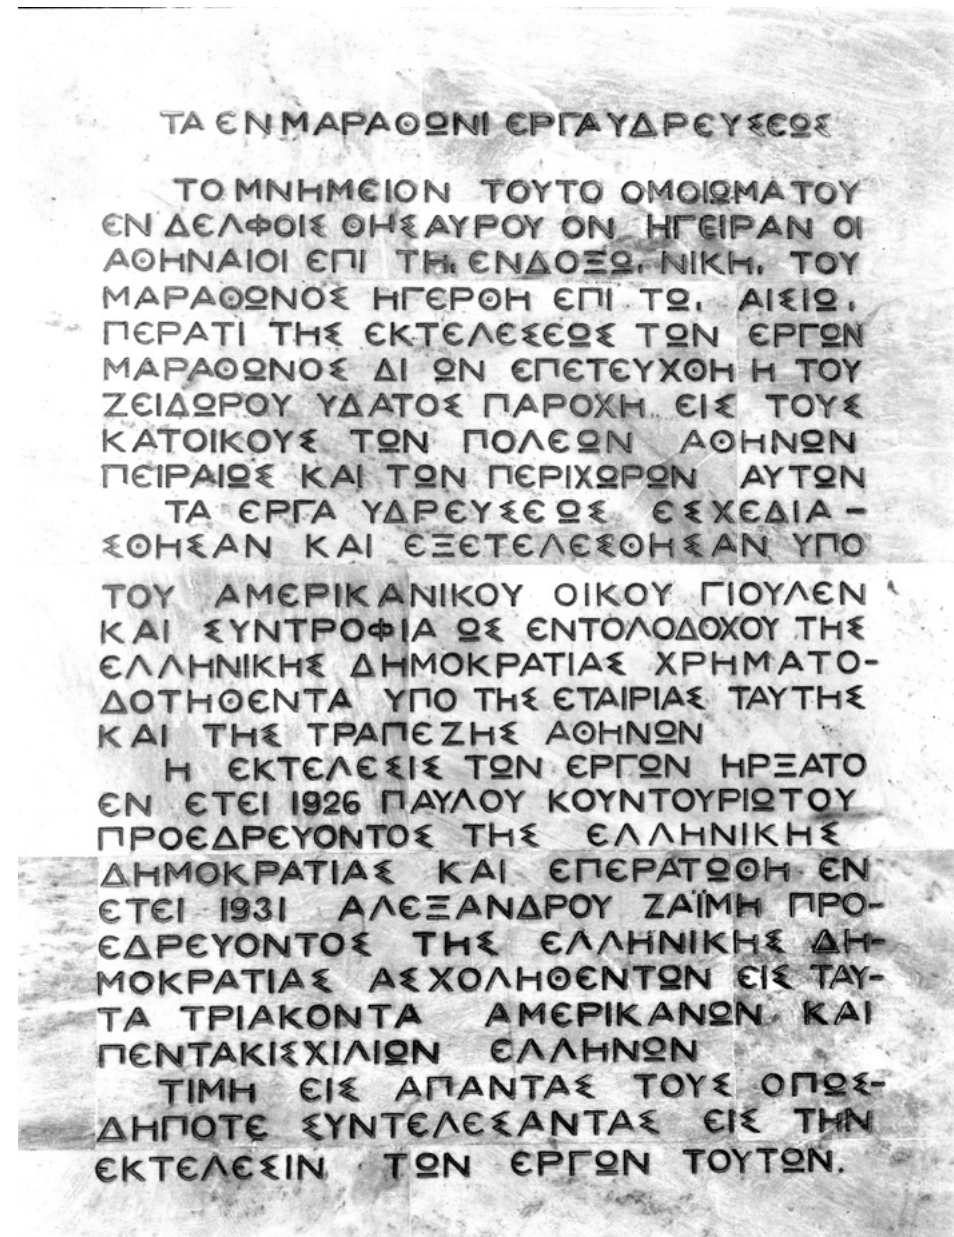 ΤΑ ΕΝ ΜΑΡΑΘΩΝΙ ΕΡΓΑ ΥΔΡΕΥΣΕΩΣ
ΤΟ ΜΝΗΜΕΙΟΝ ΤΟΥΤΟ ΟΜΟΙΩΜΑ ΤΟΥ
ΕΝ ΔΕΛΦΟΙΣ ΘΗΣΑΥΡΟΥ ΟΝ ΗΓΕΙΡΑΝ ΟΙ
ΑΘΗΝΑΙΟΙ ΕΠΙ ΤΗ, ΕΝΔΟΞΩ, ΝΙΚΗ, ΤΟΥ
ΜΑΡΑΘΩΝΟΣ ΗΓΕΡΘΗ ΕΠΙ ΤΩ, ΑΙΣΙΩ,
ΠΕΡΑΤΙ ΤΗΣ ΕΚΤΕΛΕΣΕΩΣ ΤΩΝ ΕΡΓΩΝ
ΜΑΡΑΘΩΝΟΣ ΔΙ ΩΝ ΕΠΕΤΕΥΧΘΗ Η ΤΟΥ
ΖΕΙΔΩΡΟΥ ΥΔΑΤΟΣ ΠΑΡΟΧΗ ΕΙΣ ΤΟΥΣ
ΚΑΤΟΙΚΟΥΣ ΤΩΝ ΠΟΛΕΩΝ ΑΘΗΝΩΝ
ΠΕΙΡΑΙΩΣ ΚΑΙ ΤΩΝ ΠΕΡΙΧΩΡΩΝ ΑΥΤΩΝ
ΤΑ ΕΡΓΑ ΥΔΡΕΥΣΕΩΣ ΕΣΧΕΔΙΑ-
ΣΘΗΣΑΝ ΚΑΙ ΕΞΕΤΕΛΕΣΘΗΣΑΝ ΥΠΟ
ΤΟΥ ΑΜΕΡΙΚΑΝΙΚΟΥ ΟΙΚΟΥ ΓΙΟΥΛΕΝ
ΚΑΙ ΣΥΝΤΡΟΦΙΑ ΩΣ ΕΝΤΟΛΟΔΟΧΟΥ ΤΗΣ
ΕΛΛΗΝΙΚΗΣ ΔΗΜΟΚΡΑΤΙΑΣ ΧΡΗΜΑΤΟ-
ΔΟΤΗΘΕΝΤΑ ΥΠΟ ΤΗΣ ΕΤΑΙΡΙΑΣ ΤΑΥΤΗΣ
ΚΑΙ ΤΗΣ ΤΡΑΠΕΖΗΣ ΑΘΗΝΩΝ
Η ΕΚΤΕΛΕΣΙΣ ΤΩΝ ΕΡΓΩΝ ΗΡΞΑΤΟ
ΕΝ ΕΤΕΙ 1926 ΠΑΥΛΟΥ ΚΟΥΝΤΟΥΡΙΩΤΟΥ
ΠΡΟΕΔΡΕΥΟΝΤΟΣ ΤΗΣ ΕΛΛΗΝΙΚΗΣ
ΔΗΜΟΚΡΑΤΙΑΣ ΚΑΙ ΕΠΕΡΑΤΩΘΗ ΕΝ
ΕΤΕΙ 1931 ΑΛΕΞΑΝΔΡΟΥ ΖΑΪΜΗ ΠΡΟ-
ΕΔΡΕΥΟΝΤΟΣ ΤΗΣ ΕΛΛΗΝΙΚΗΣ ΔΗ-
ΜΟΚΡΑΤΙΑΣ ΑΣΧΟΛΗΘΕΝΤΩΝ ΕΙΣ ΤΑΥ-
ΤΑ ΤΡΙΑΚΟΝΤΑ ΑΜΕΡΙΚΑΝΩΝ ΚΑΙ
ΠΕΝΤΑΚΙΣΧΙΛΙΩΝ ΕΛΛΗΝΩΝ
ΤΙΜΗ ΕΙΣ ΑΠΑΝΤΑΣ ΤΟΥΣ ΟΠΩΣ-
ΔΗΠΟΤΕ ΣΥΝΤΕΛΕΣΑΝΤΑΣ ΕΙΣ ΤΗΝ
ΕΚΤΕΛΕΣΙΝ ΤΩΝ ΕΡΓΩΝ ΤΟΥΤΩΝ.